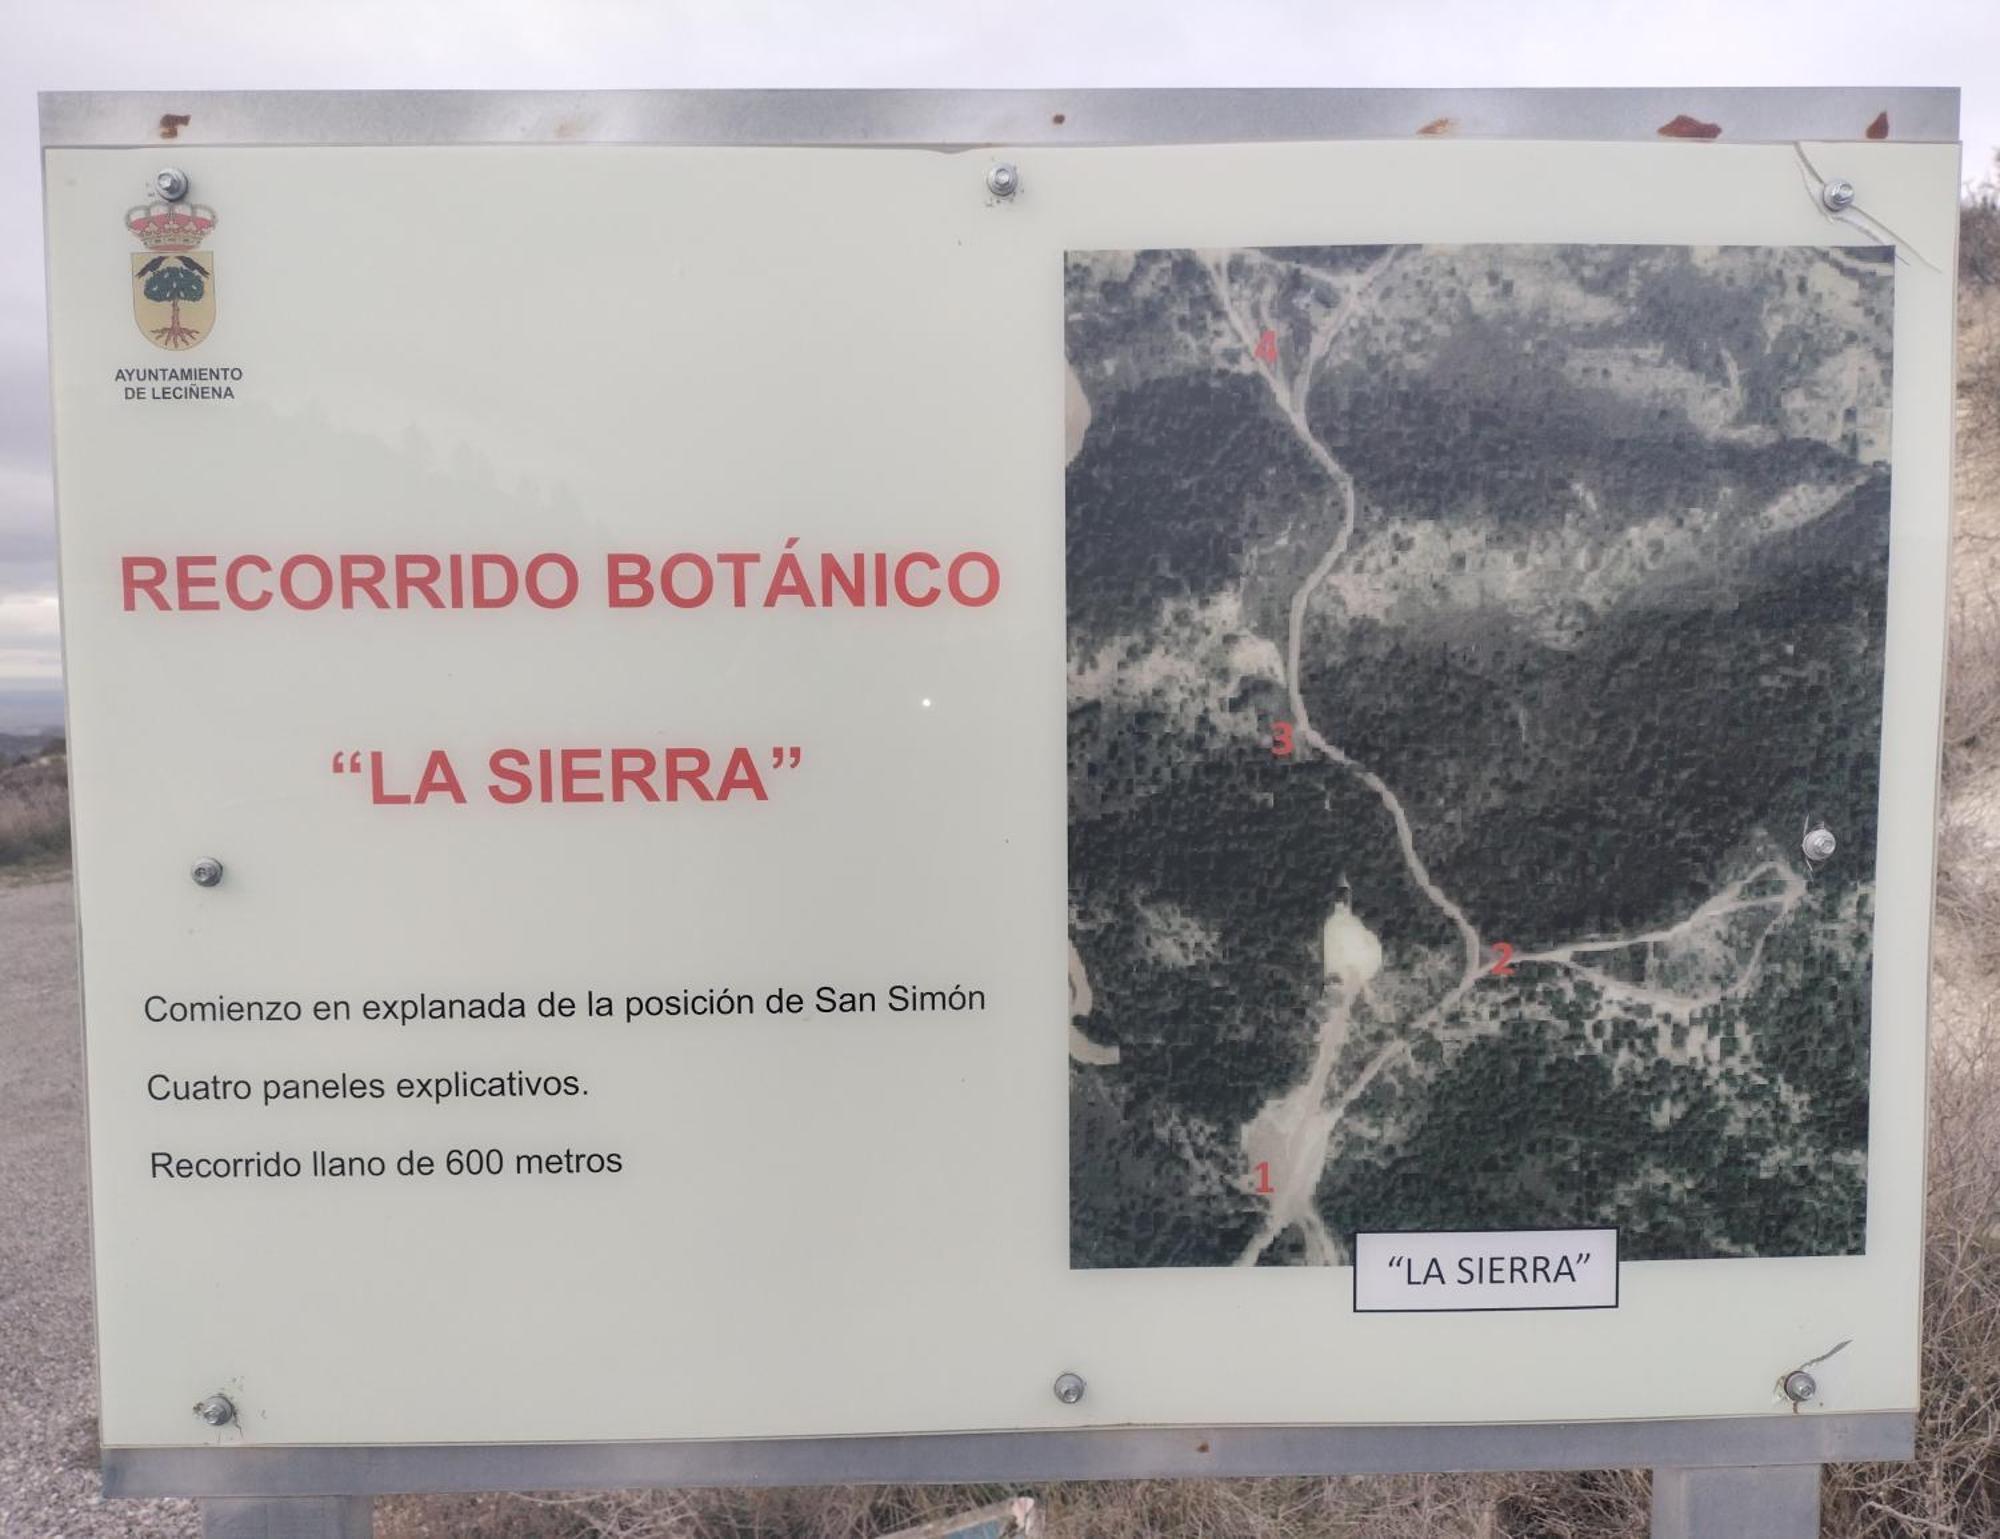 AYUNTAMIENTO
DE LECIÑENA
RECORRIDO BOTÁNICO
“LA SIERRA”
Comienzo en explanada de la posición de San Simón
Cuatro paneles explicativos.
Recorrido llano de 600 metros
4
3
2
1
“LA SIERRA”